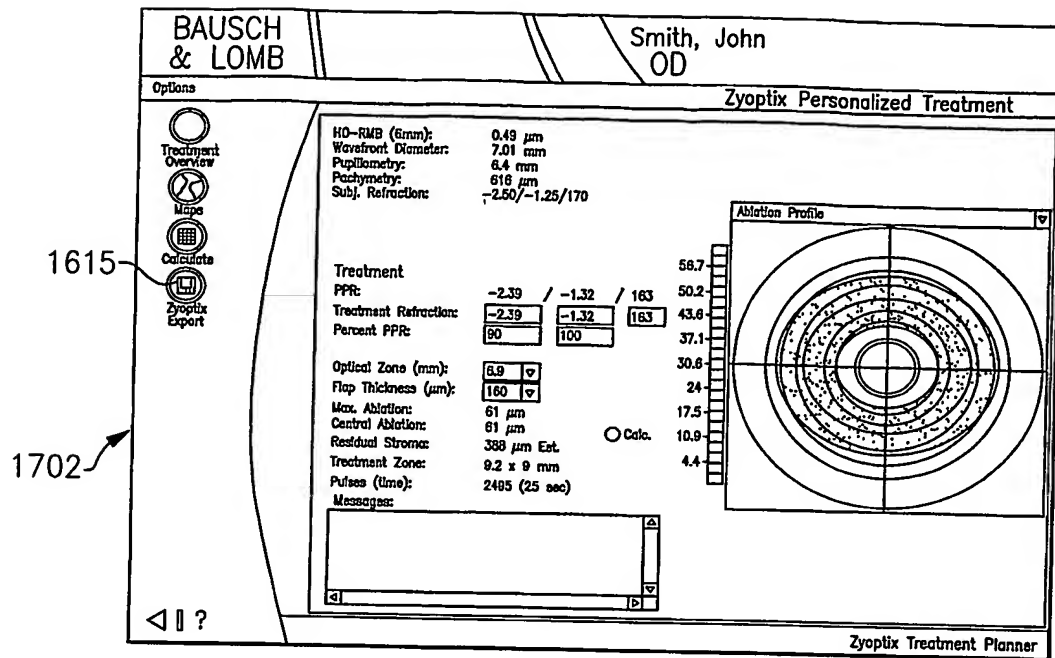 BAUSCH
& LOMB
Smith, John
OD
Options
Zyoptix Personalized Treatment
Treatment
Overview
Maps
Calculate
Zyoptix
Export
1615
1702
HO-RMB (6mm): 0.49 μm
Wavefront Diameter: 7.01 mm
Pupillometry: 6.4 mm
Pachymetry: 616 μm
Subj. Refraction: -2.50/-1.25/170
Treatment
PPR: -2.39 / -1.32 / 163
Treatment Refraction: -2.39 -1.32 163
Percent PPR: 90 100
Optical Zone (mm): 6.9
Flap Thickness (μm): 160
Max. Ablation: 61 μm
Central Ablation: 61 μm
Residual Stroma: 388 μm Est.
Calc.
Treatment Zone: 9.2 x 9 mm
Pulses (time): 2495 (25 sec)
Messages:
Ablation Profile
56.7
50.2
43.6
37.1
30.6
24
17.5
10.9
4.4
?
Zyoptix Treatment Planner